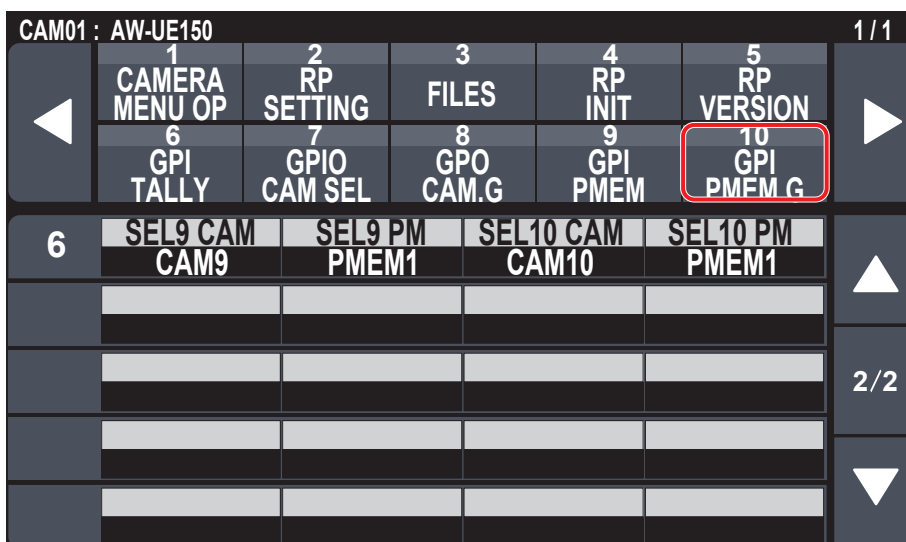 CAM01 : AW-UE150 1 / 1
1 2 3 4 5
CAMERA MENU OP RP SETTING FILES RP INIT RP VERSION
6 7 8 9 10
GPI TALLY GPIO CAM SEL GPO CAM.G GPI PMEM GPI PMEM.G
6 SEL9 CAM SEL9 PM SEL10 CAM SEL10 PM
CAM9 PMEM1 CAM10 PMEM1
2/2